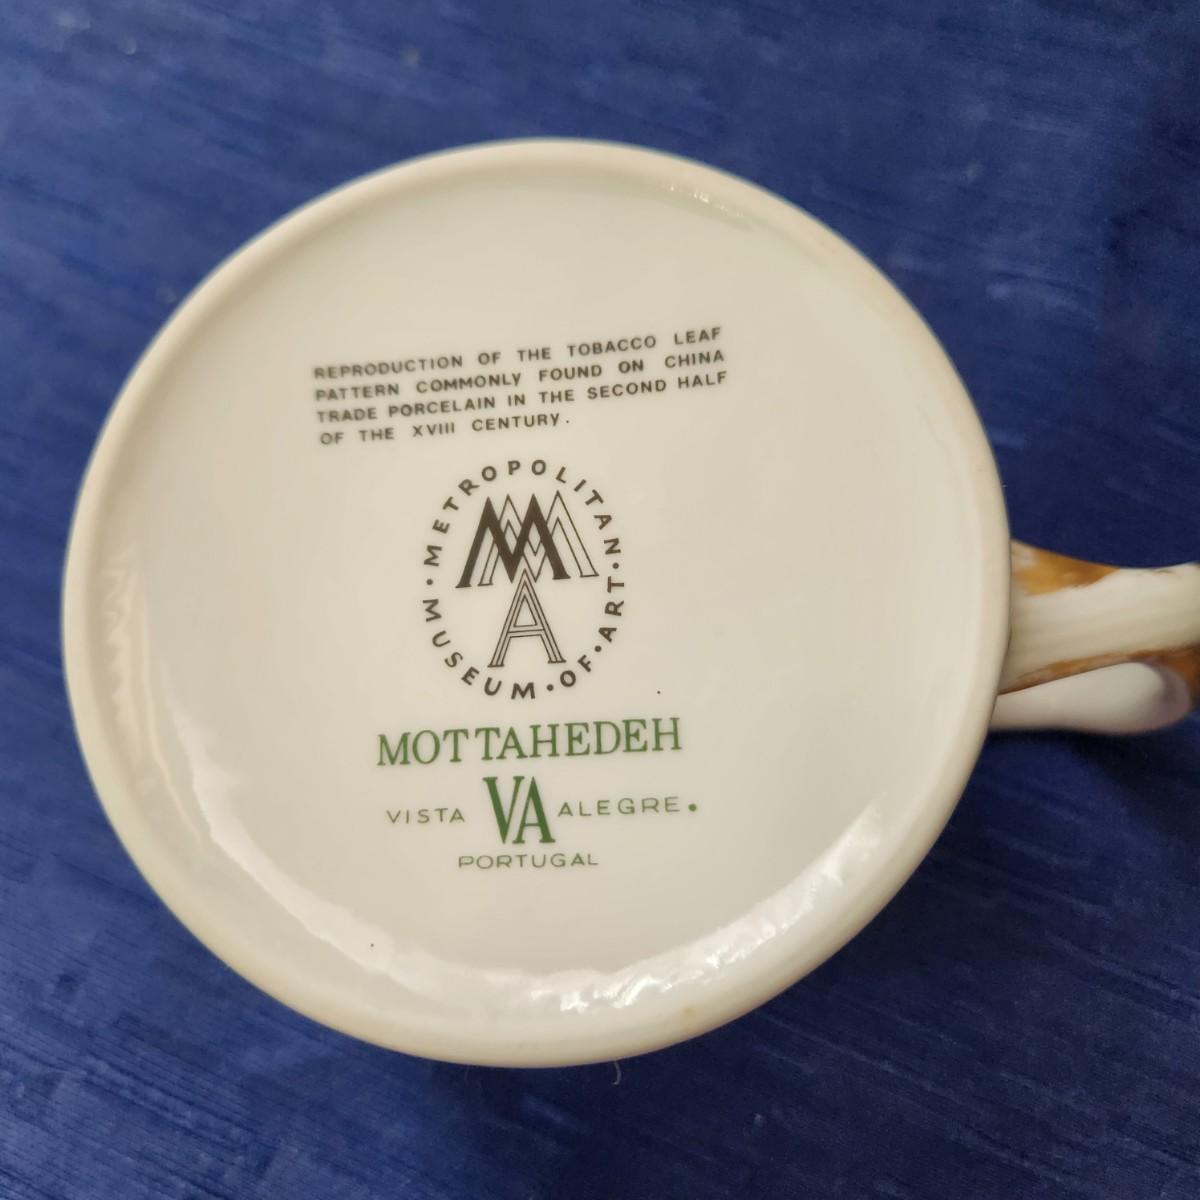 REPRODUCTION OF THE TOBACCO LEAF
PATTERN COMMONLY FOUND ON CHINA
TRADE PORCELAIN IN THE SECOND HALF
OF THE XVIII CENTURY.
METROPOLITAN·MUSEUM·OF·ART·
MMA
MOTTAHEDEH
VISTA VA ALEGRE.
PORTUGAL